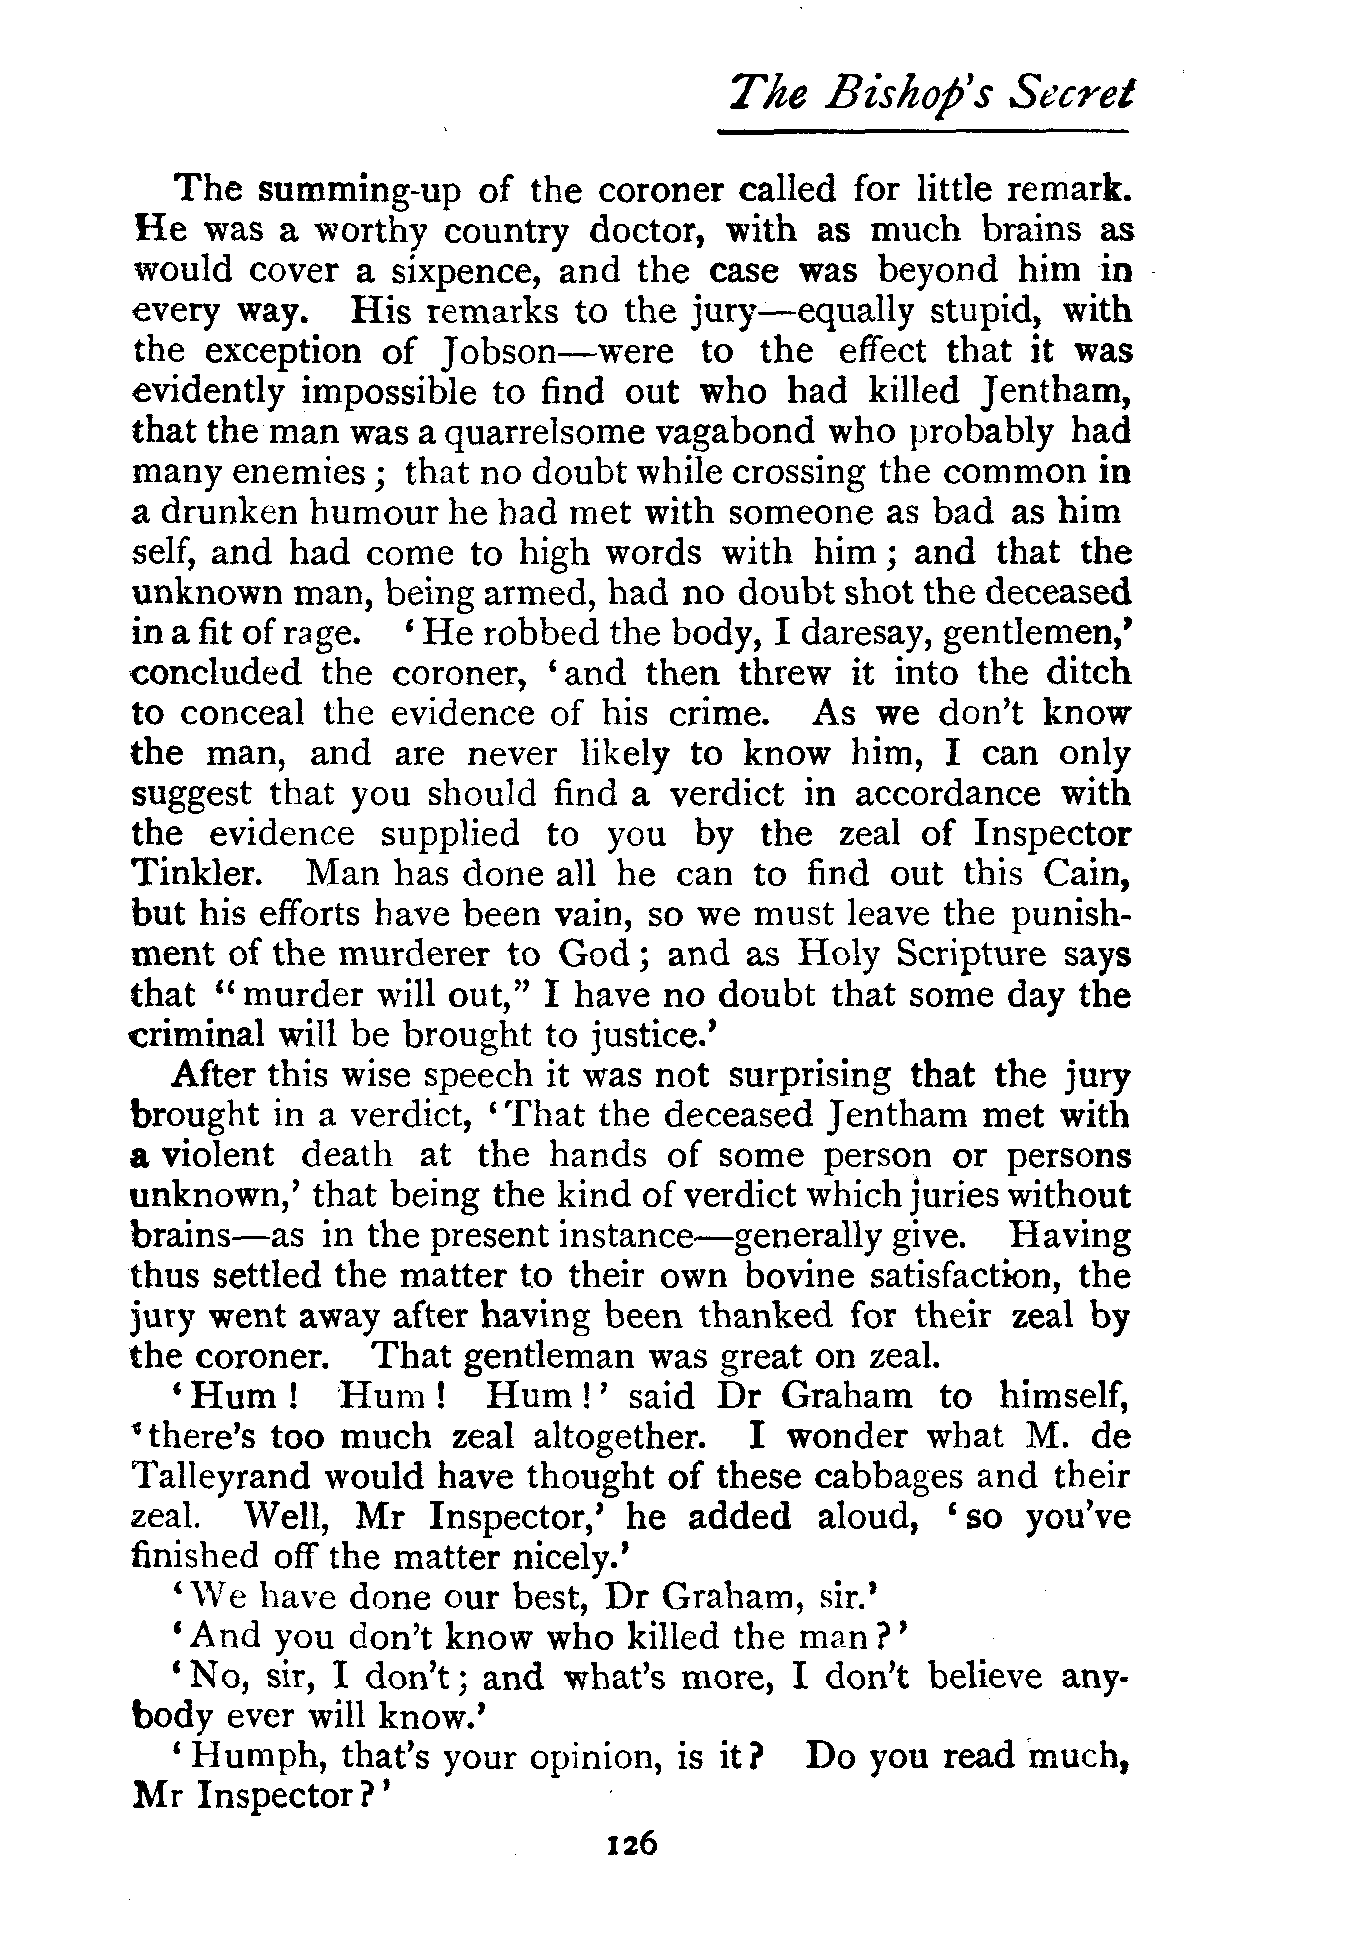 The Bishop's Secret
The summing-up of the coroner called for little remark.
He was a worthy country doctor, with as much brains as
would cover a sixpence, and the case was beyond him in
every way. His remarks to the jury—equally stupid, with
the exception of Jobson—were to the effect that it was
evidently impossible to find out who had killed Jentham,
that the man was a quarrelsome vagabond who probably had
many enemies; that no doubt while crossing the common in
a drunken humour he had met with someone as bad as him
self, and had come to high words with him; and that the
unknown man, being armed, had no doubt shot the deceased
in a fit of rage. ‘He robbed the body, I daresay, gentlemen,’
concluded the coroner, ‘and then threw it into the ditch
to conceal the evidence of his crime. As we don't know
the man, and are never likely to know him, I can only
suggest that you should find a verdict in accordance with
the evidence supplied to you by the zeal of Inspector
Tinkler. Man has done all he can to find out this Cain,
but his efforts have been vain, so we must leave the punish-
ment of the murderer to God; and as Holy Scripture says
that “murder will out,” I have no doubt that some day the
criminal will be brought to justice.’
After this wise speech it was not surprising that the jury
brought in a verdict, ‘That the deceased Jentham met with
a violent death at the hands of some person or persons
unknown,’ that being the kind of verdict which juries without
brains—as in the present instance—generally give. Having
thus settled the matter to their own bovine satisfaction, the
jury went away after having been thanked for their zeal by
the coroner. That gentleman was great on zeal.
‘Hum! Hum! Hum!’ said Dr Graham to himself,
‘there's too much zeal altogether. I wonder what M. de
Talleyrand would have thought of these cabbages and their
zeal. Well, Mr Inspector,’ he added aloud, ‘so you've
finished off the matter nicely.’
‘We have done our best, Dr Graham, sir.’
‘And you don't know who killed the man?’
‘No, sir, I don't; and what's more, I don't believe any-
body ever will know.’
‘Humph, that's your opinion, is it? Do you read much,
Mr Inspector?’
126